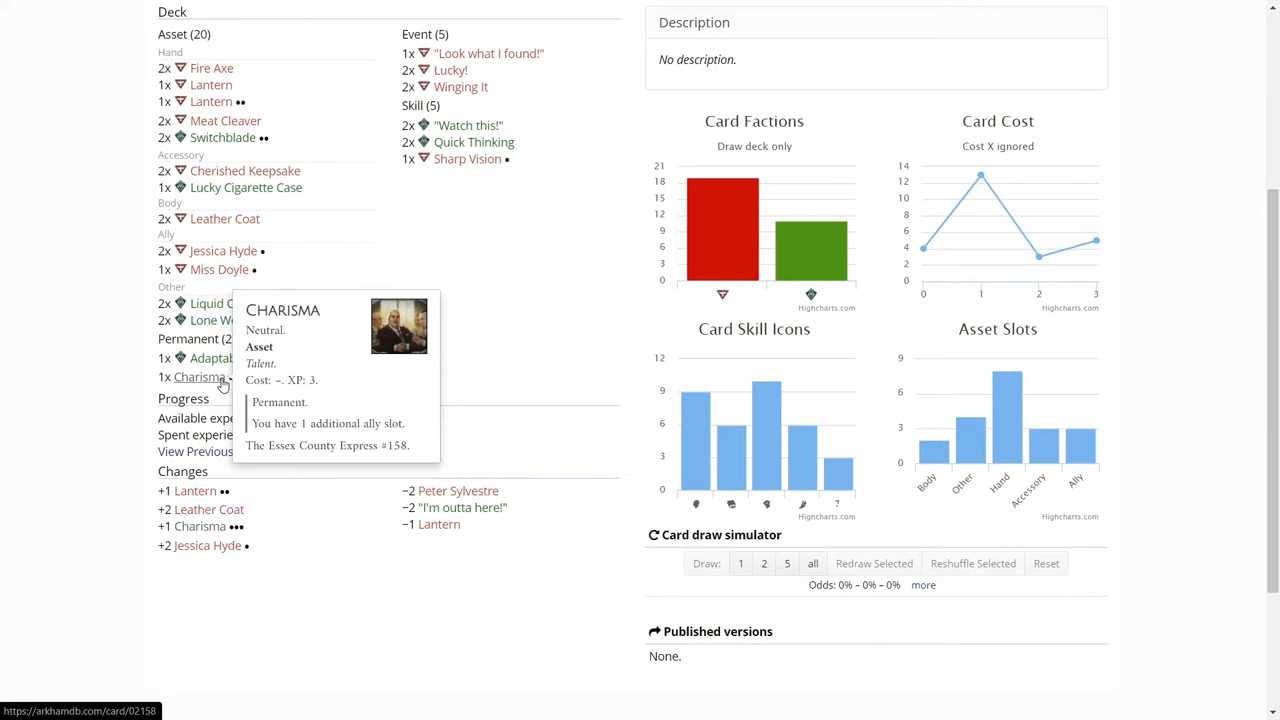 Deck
Asset (20)
Hand
2x Fire Axe
1x Lantern
1x Lantern ••
2x Meat Cleaver
2x Switchblade ••
Accessory
2x Cherished Keepsake
1x Lucky Cigarette Case
Body
2x Leather Coat
Ally
2x Jessica Hyde •
1x Miss Doyle •
Other
2x Liquid C
2x Lone W
Permanent (2
1x Adaptab
1x Charisma
Progress
Available expe
Spent experie
View Previous
Event (5)
1x "Look what I found!"
2x Lucky!
2x Winging It
Skill (5)
2x "Watch this!"
2x Quick Thinking
1x Sharp Vision •
CHARISMA
Neutral.
Asset
Talent.
Cost: –. XP: 3.
Permanent.
You have 1 additional ally slot.
The Essex County Express #158.
Changes
+1 Lantern ••
+2 Leather Coat
+1 Charisma •••
+2 Jessica Hyde •
−2 Peter Sylvestre
−2 "I'm outta here!"
−1 Lantern
Description
No description.
Card Factions
Draw deck only
21
18
15
12
9
6
3
0
Highcharts.com
Card Cost
Cost X ignored
14
12
10
8
6
4
2
0
0 1 2 3
Highcharts.com
Card Skill Icons
12
9
6
3
0
?
Highcharts.com
Asset Slots
9
6
3
0
Body Other Hand Accessory Ally
Highcharts.com
Card draw simulator
Draw: 1 2 5 all Redraw Selected Reshuffle Selected Reset
Odds: 0% – 0% – 0% more
Published versions
None.
https://arkhamdb.com/card/02158